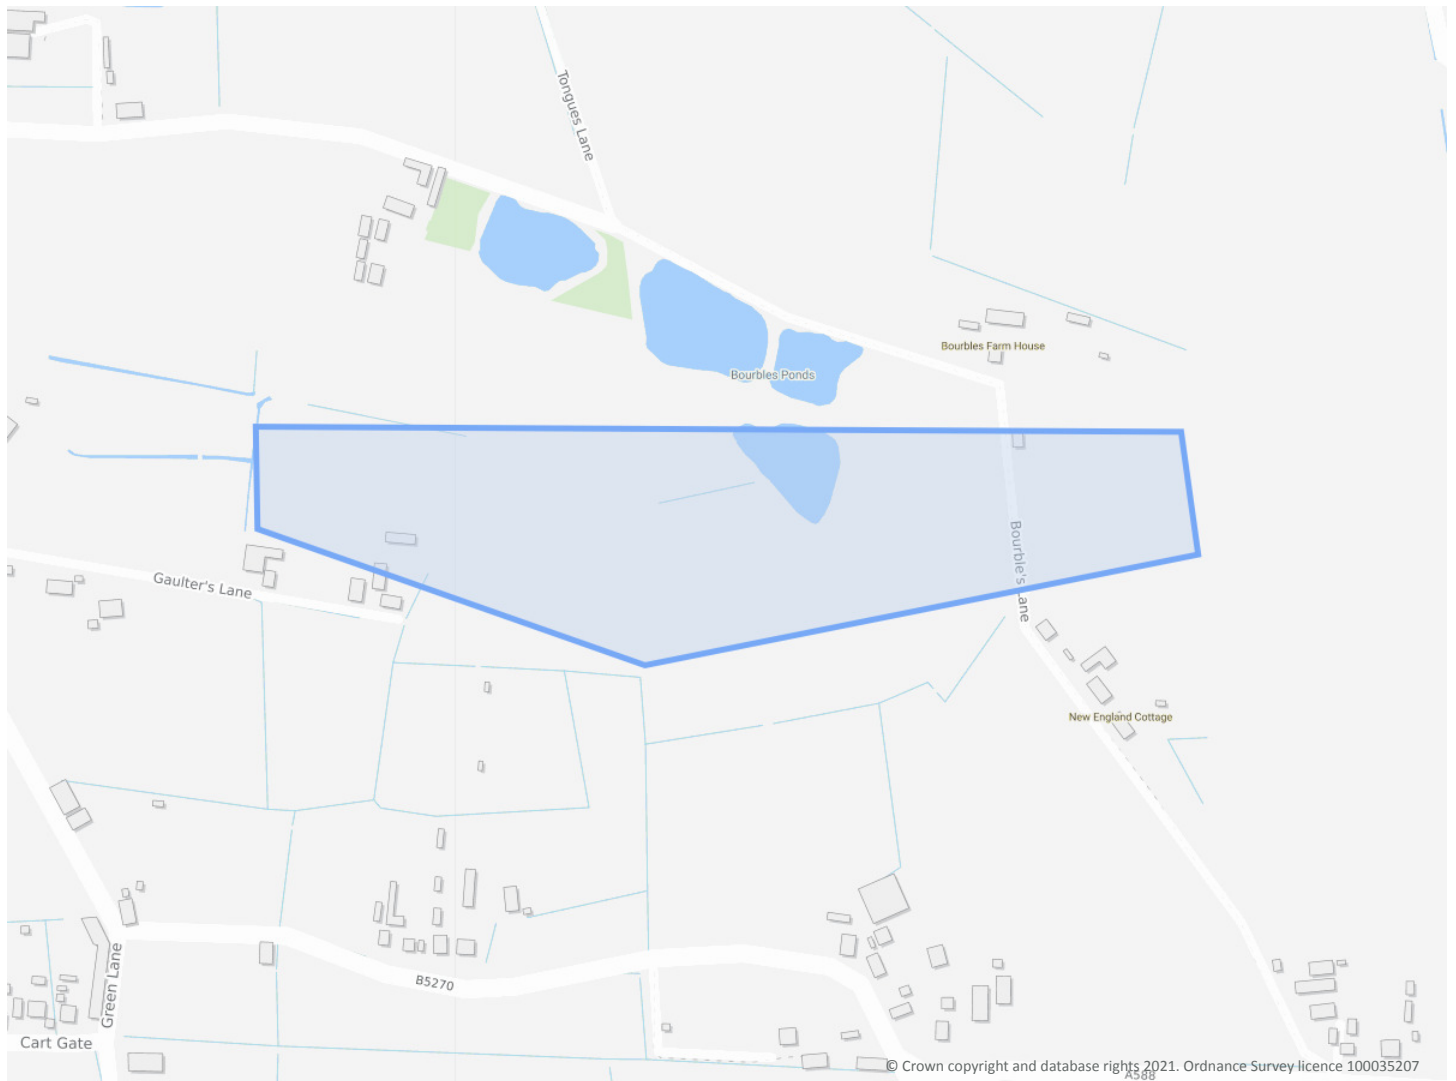 Tongues Lane
Bourbles Farm House
Bourbles Ponds
Bourble's Lane
Gaulter's Lane
New England Cottage
Green Lane
B5270
Cart Gate
© Crown copyright and database rights 2021. Ordnance Survey licence 100035207
A588